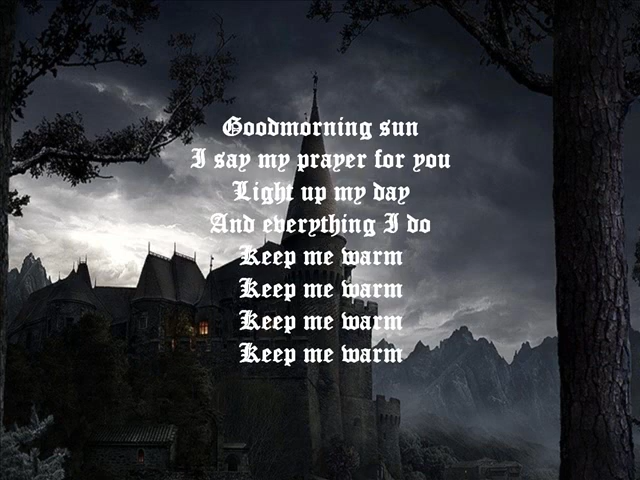 Goodmorning sun
I say my prayer for you
Light up my day
And everything I do
Keep me warm
Keep me warm
Keep me warm
Keep me warm